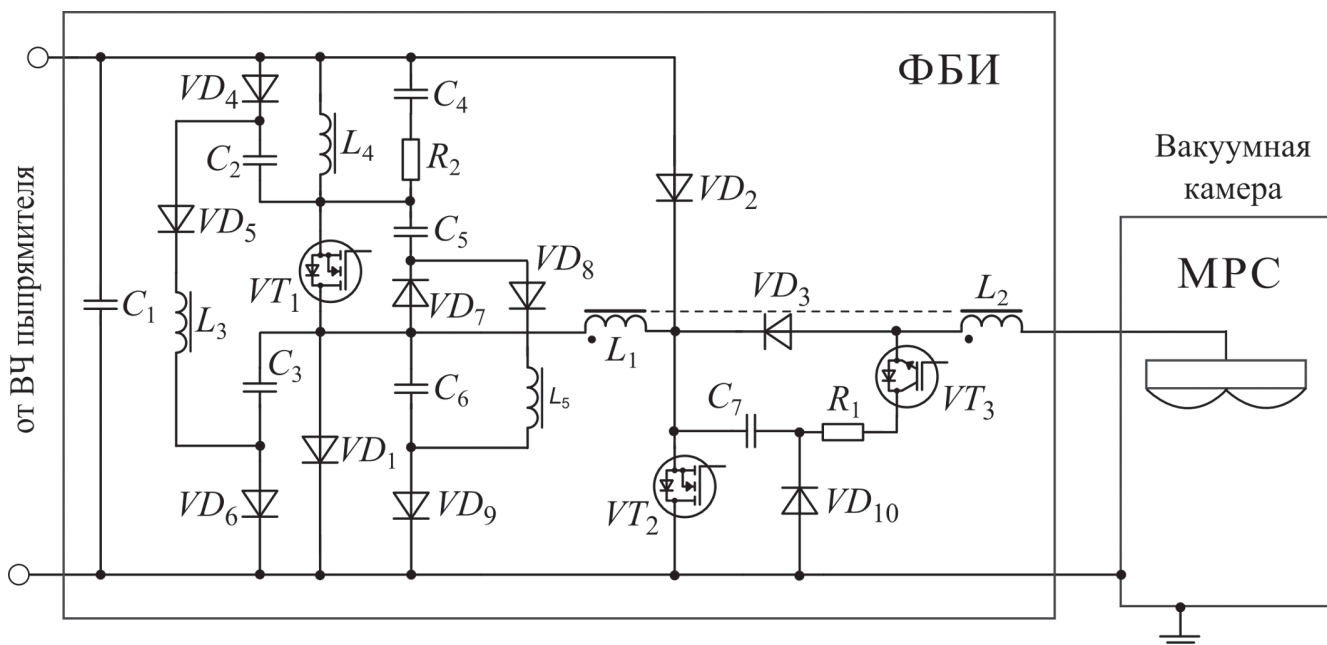 ФБИ
VD4
C4
C2
L4
R2
Вакуумная
камера
VD2
VD5
C5
МРС
VD8
VT1
VD7
VD3
L2
от ВЧ пыпрямителя
C1
L3
L1
C3
C6
L5
C7
R1
VT3
VD1
VD6
VD9
VT2
VD10